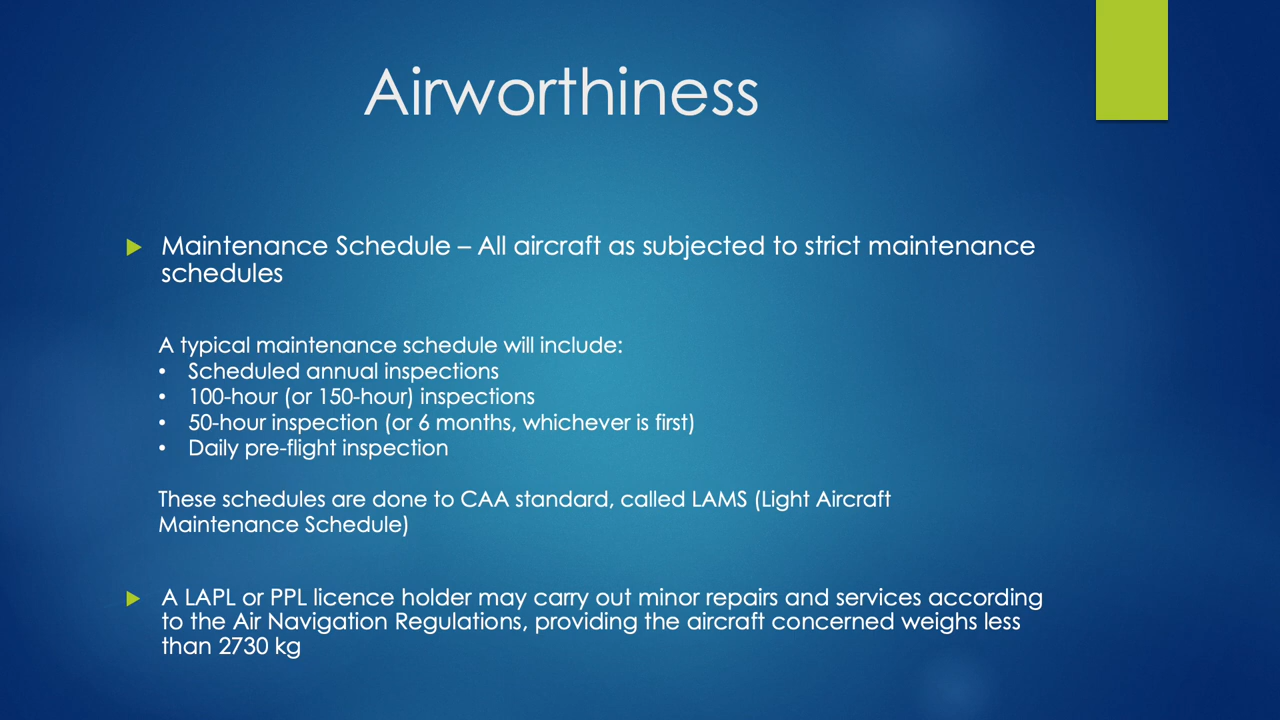 Airworthiness
Maintenance Schedule – All aircraft as subjected to strict maintenance
schedules
A typical maintenance schedule will include:
• Scheduled annual inspections
• 100-hour (or 150-hour) inspections
• 50-hour inspection (or 6 months, whichever is first)
• Daily pre-flight inspection
These schedules are done to CAA standard, called LAMS (Light Aircraft
Maintenance Schedule)
A LAPL or PPL licence holder may carry out minor repairs and services according
to the Air Navigation Regulations, providing the aircraft concerned weighs less
than 2730 kg